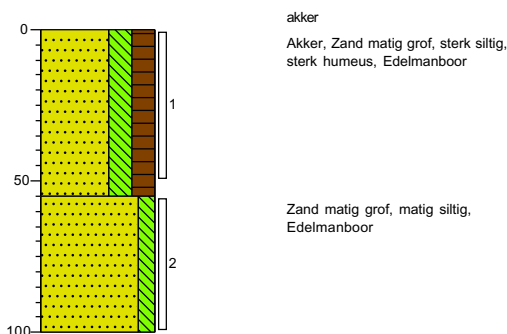 akker
0
Akker, Zand matig grof, sterk siltig,
sterk humeus, Edelmanboor
1
50
Zand matig grof, matig siltig,
Edelmanboor
2
100